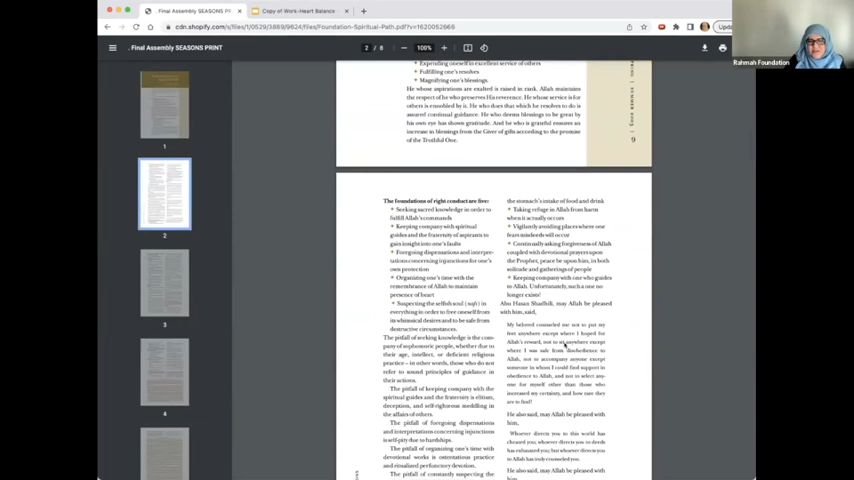 . Final Assembly SEASONS PRINT
Copy of Work-Heart Balance
cdn.shopify.com/s/files/1/0529/3889/9624/files/Foundation-Spiritual-Path.pdf?v=1620052666
. Final Assembly SEASONS PRINT
2 / 8
100%
Rahmah Foundation
1
2
3
4
Expending oneself in excellent service of others
Fulfilling one's resolves
Magnifying one's blessings.
He whose aspirations are exalted is raised in rank. Allah maintains
the respect of he who preserves His reverence. He whose service is for
others is ennobled by it. He who does that which he resolves to do is
assured continual guidance. He who deems blessings to be great by
his own eye has shown gratitude. And he who is grateful ensures an
increase in blessings from the Giver of gifts according to the promise
of the Truthful One.
9
The foundations of right conduct are five:
Seeking sacred knowledge in order to
fulfill Allah's commands
Keeping company with spiritual
guides and the fraternity of aspirants to
gain insight into one's faults
Foregoing dispensations and interpre-
tations concerning injunctions for one's
own protection
Organizing one's time with the
remembrance of Allah to maintain
presence of heart
Suspecting the selfish soul (nafs) in
everything in order to free oneself from
its whimsical desires and to be safe from
destructive circumstances.
The pitfall of seeking knowledge is the com-
pany of sophomoric people, whether due to
their age, intellect, or deficient religious
practice – in other words, those who do not
refer to sound principles of guidance in
their actions.
The pitfall of keeping company with the
spiritual guides and the fraternity is elitism,
deception, and self-righteous meddling in
the affairs of others.
The pitfall of foregoing dispensations
and interpretations concerning injunctions
is self-pity due to hardships.
The pitfall of organizing one's time with
devotional works is ostentatious practice
and ritualized perfunctory devotion.
The pitfall of constantly suspecting the
the stomach's intake of food and drink
Taking refuge in Allah from harm
when it actually occurs
Vigilantly avoiding places where one
fears misdeeds will occur
Continually asking forgiveness of Allah
coupled with devotional prayers upon
the Prophet, peace be upon him, in both
solitude and gatherings of people
Keeping company with one who guides
to Allah. Unfortunately, such a one no
longer exists!
Abu Hasan Shadhili, may Allah be pleased
with him, said,
My beloved counseled me not to put my
feet anywhere except where I hoped for
Allah's reward, not to sit anywhere except
where I was safe from disobedience to
Allah, not to accompany anyone except
someone in whom I could find support in
obedience to Allah, and not to select any-
one for myself other than those who
increased my certainty, and how rare they
are to find!
He also said, may Allah be pleased with
him,
Whoever directs you to this world has
cheated you; whoever directs you to deeds
has exhausted you; but whoever directs you
to Allah has truly counseled you.
He also said, may Allah be pleased with
him,